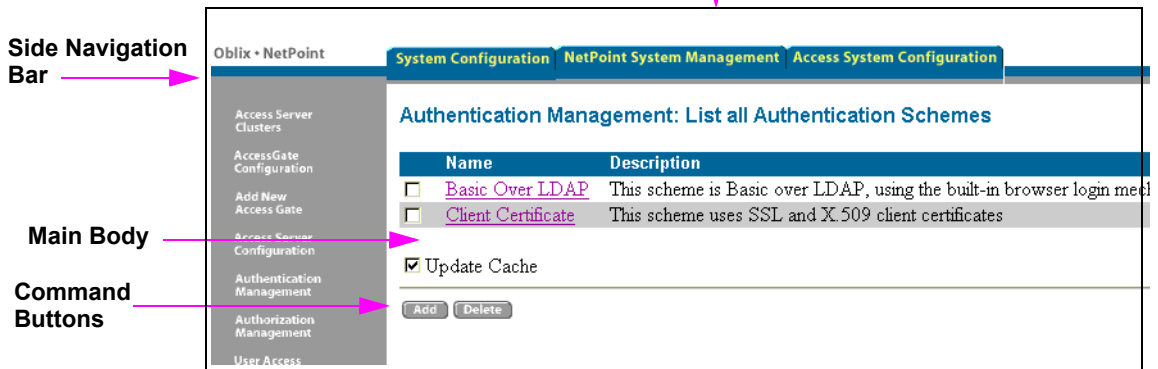 Side Navigation
Bar
Oblix • NetPoint
System Configuration NetPoint System Management Access System Configuration
Access Server
Clusters
AccessGate
Configuration
Add New
Access Gate
Access Server
Configuration
Authentication
Management
Authorization
Management
User Access
Authentication Management: List all Authentication Schemes
Name Description
Basic Over LDAP This scheme is Basic over LDAP, using the built-in browser login
Client Certificate This scheme uses SSL and X.509 client certificates
Main Body
Update Cache
Command
Buttons
Add Delete